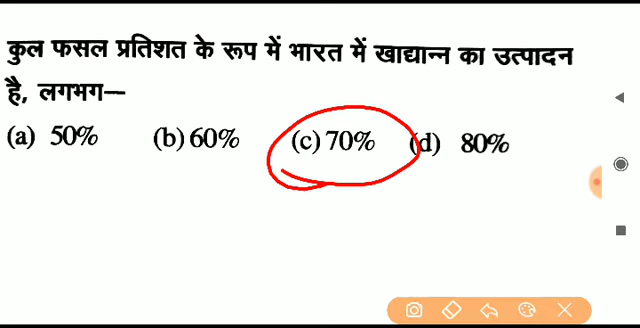 कुल फसल प्रतिशत के रूप में भारत में खाद्यान्न का उत्पादन
है, लगभग—
(a) 50% (b) 60% (c) 70% (d) 80%